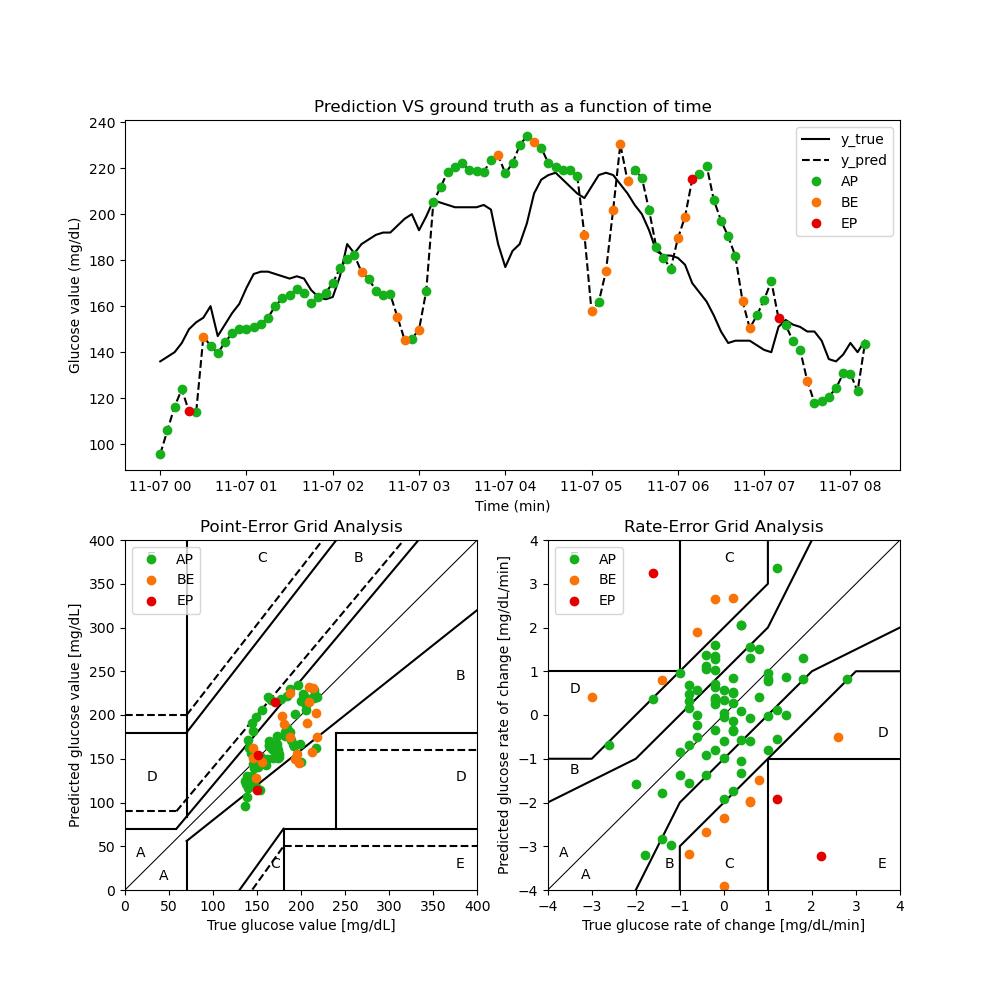 Prediction VS ground truth as a function of time
Glucose value (mg/dL)
240
220
200
180
160
140
120
100
y_true
y_pred
AP
BE
EP
11-07 00 11-07 01 11-07 02 11-07 03 11-07 04 11-07 05 11-07 06 11-07 07 11-07 08
Time (min)
Point-Error Grid Analysis
Predicted glucose value [mg/dL]
400
350
300
250
200
150
100
50
0
AP
BE
EP
C
B
B
D
D
A
A
C
E
0 50 100 150 200 250 300 350 400
True glucose value [mg/dL]
Rate-Error Grid Analysis
Predicted glucose rate of change [mg/dL/min]
4
3
2
1
0
−1
−2
−3
−4
AP
BE
EP
C
D
D
B
A
A
B
C
E
−4 −3 −2 −1 0 1 2 3 4
True glucose rate of change [mg/dL/min]